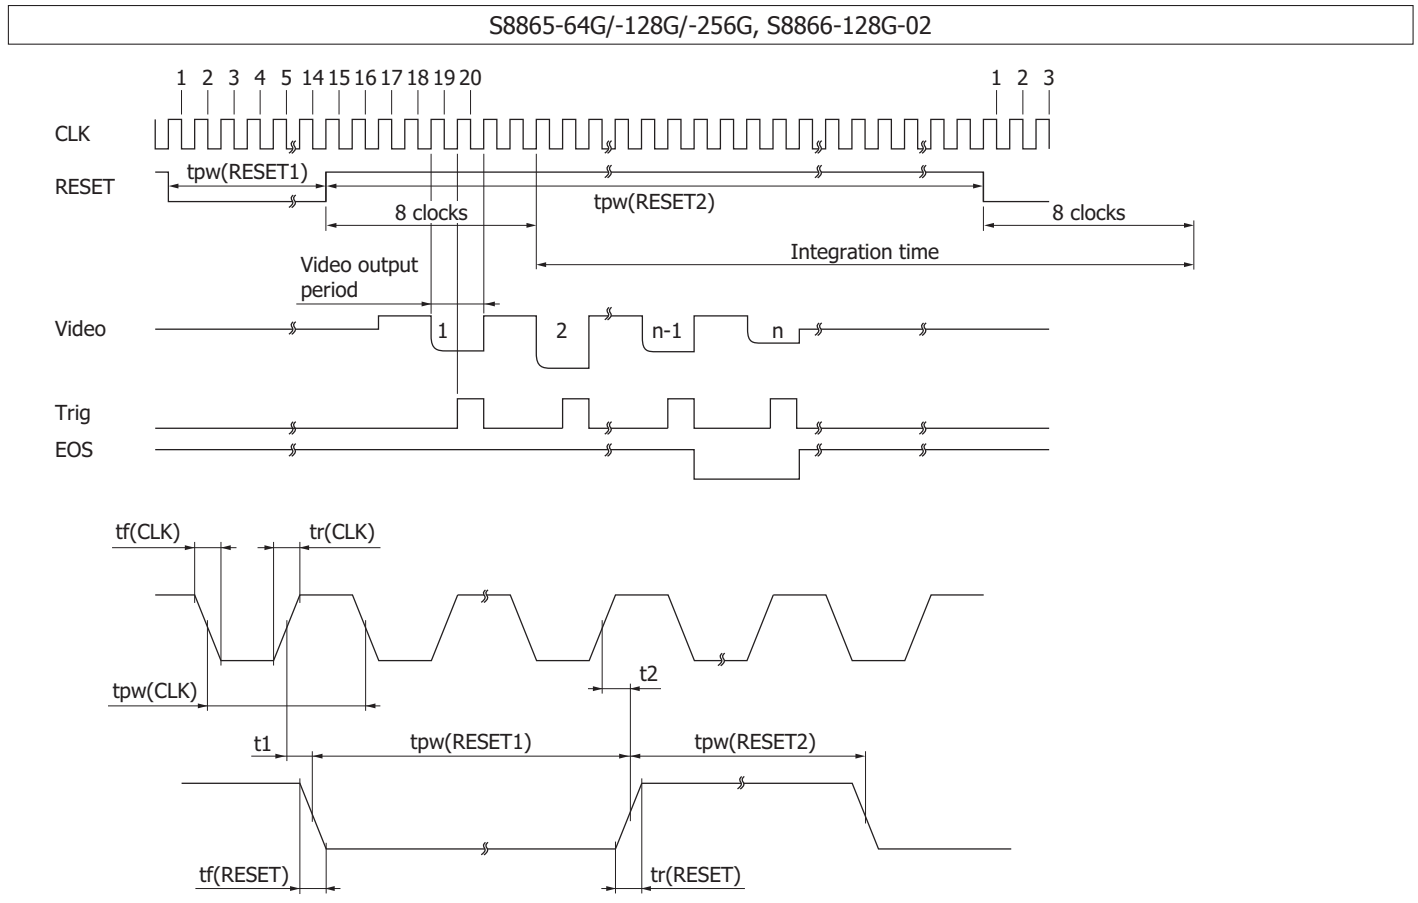 S8865-64G/-128G/-256G, S8866-128G-02
1 2 3 4 5 14 15 16 17 18 19 20 1 2 3
CLK
tpw(RESET1)
RESET
tpw(RESET2)
8 clocks 8 clocks
Integration time
Video output
period
Video 1 2 n-1 n
Trig
EOS
tf(CLK) tr(CLK)
t2
tpw(CLK)
t1 tpw(RESET1) tpw(RESET2)
tf(RESET) tr(RESET)